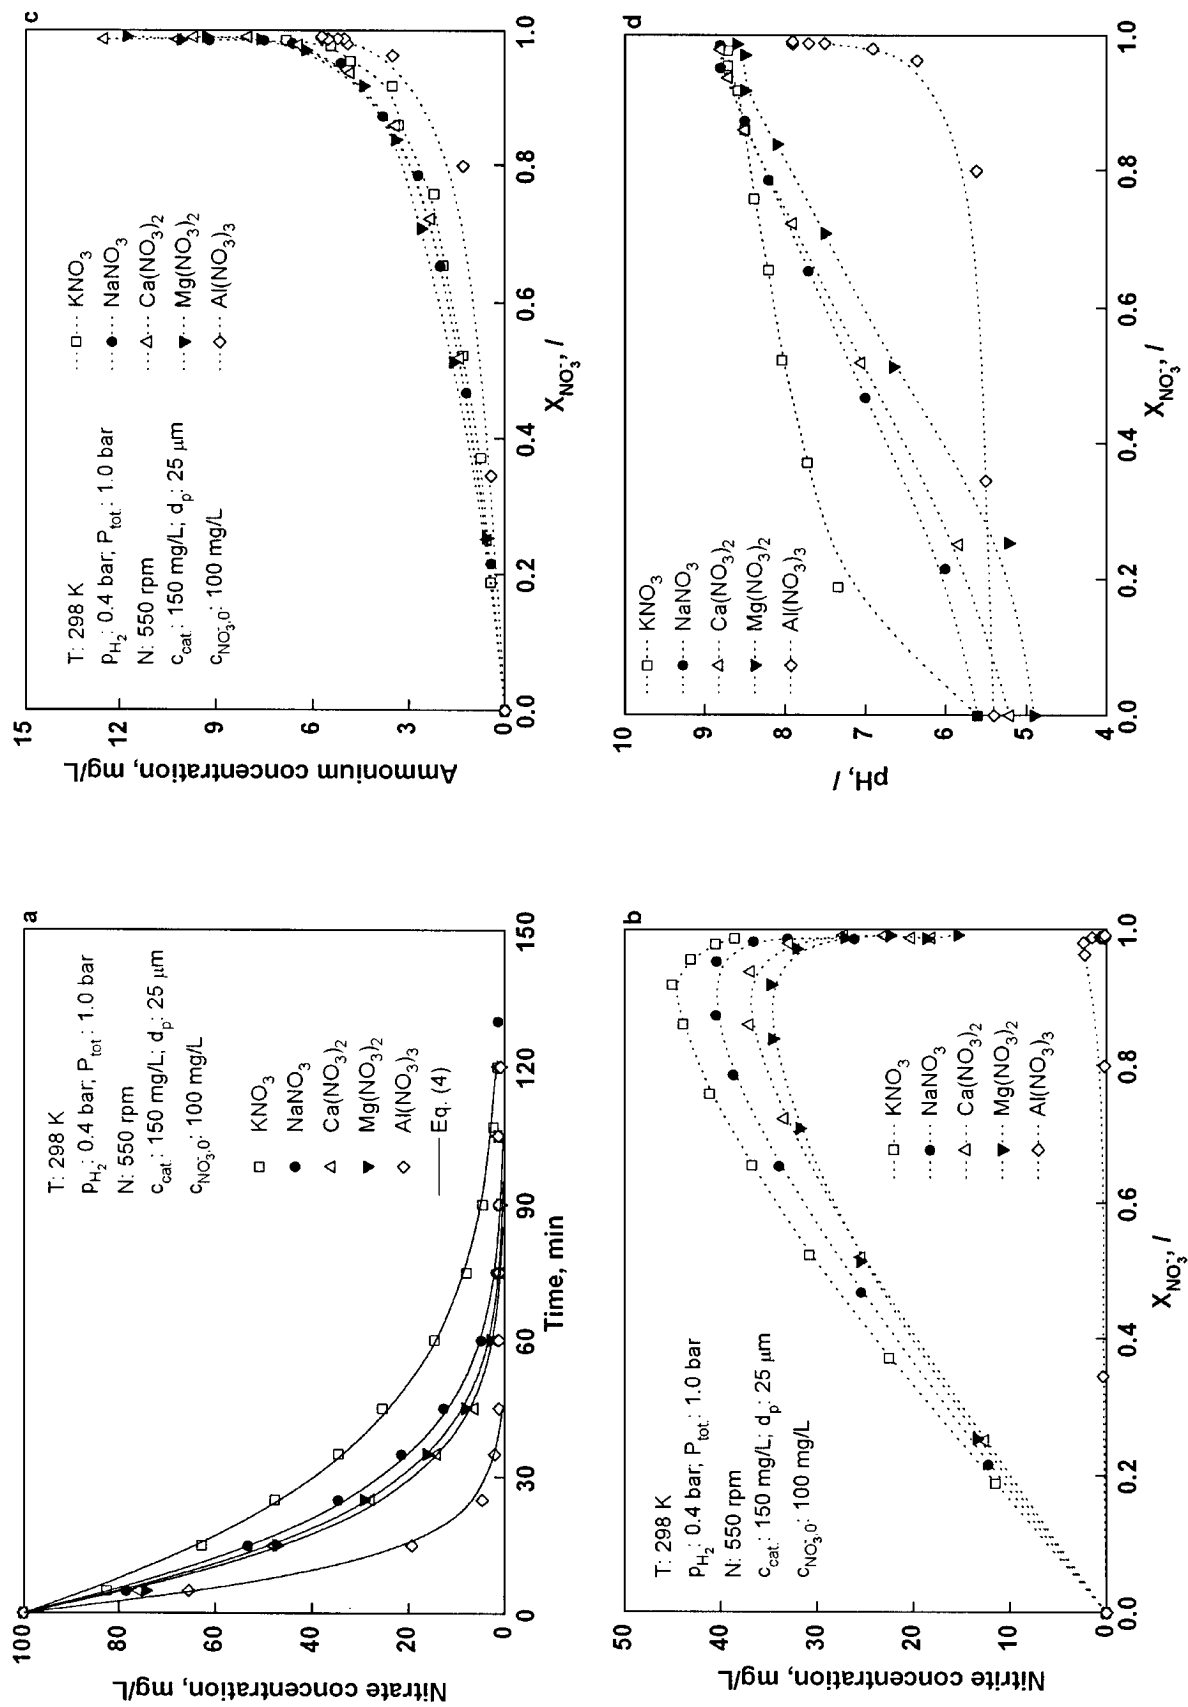 a
Nitrate concentration, mg/L
100
80
60
40
20
0
0
30
60
90
120
150
Time, min
T: 298 K
pH₂: 0.4 bar; Ptot: 1.0 bar
N: 550 rpm
ccat.: 150 mg/L; dp: 25 μm
cNO₃⁻,0: 100 mg/L
KNO₃
NaNO₃
Ca(NO₃)₂
Mg(NO₃)₂
Al(NO₃)₃
Eq. (4)
b
Nitrite concentration, mg/L
50
40
30
20
10
0
0.0
0.2
0.4
0.6
0.8
1.0
XNO₃⁻, /
T: 298 K
pH₂: 0.4 bar; Ptot.: 1.0 bar
N: 550 rpm
ccat.: 150 mg/L; dp: 25 μm
cNO₃⁻,0: 100 mg/L
KNO₃
NaNO₃
Ca(NO₃)₂
Mg(NO₃)₂
Al(NO₃)₃
c
Ammonium concentration, mg/L
15
12
9
6
3
0
0.0
0.2
0.4
0.6
0.8
1.0
XNO₃⁻, /
T: 298 K
pH₂: 0.4 bar; Ptot.: 1.0 bar
N: 550 rpm
ccat.: 150 mg/L; dp: 25 μm
cNO₃⁻,0: 100 mg/L
KNO₃
NaNO₃
Ca(NO₃)₂
Mg(NO₃)₂
Al(NO₃)₃
d
pH, /
10
9
8
7
6
5
4
0.0
0.2
0.4
0.6
0.8
1.0
XNO₃⁻, /
KNO₃
NaNO₃
Ca(NO₃)₂
Mg(NO₃)₂
Al(NO₃)₃